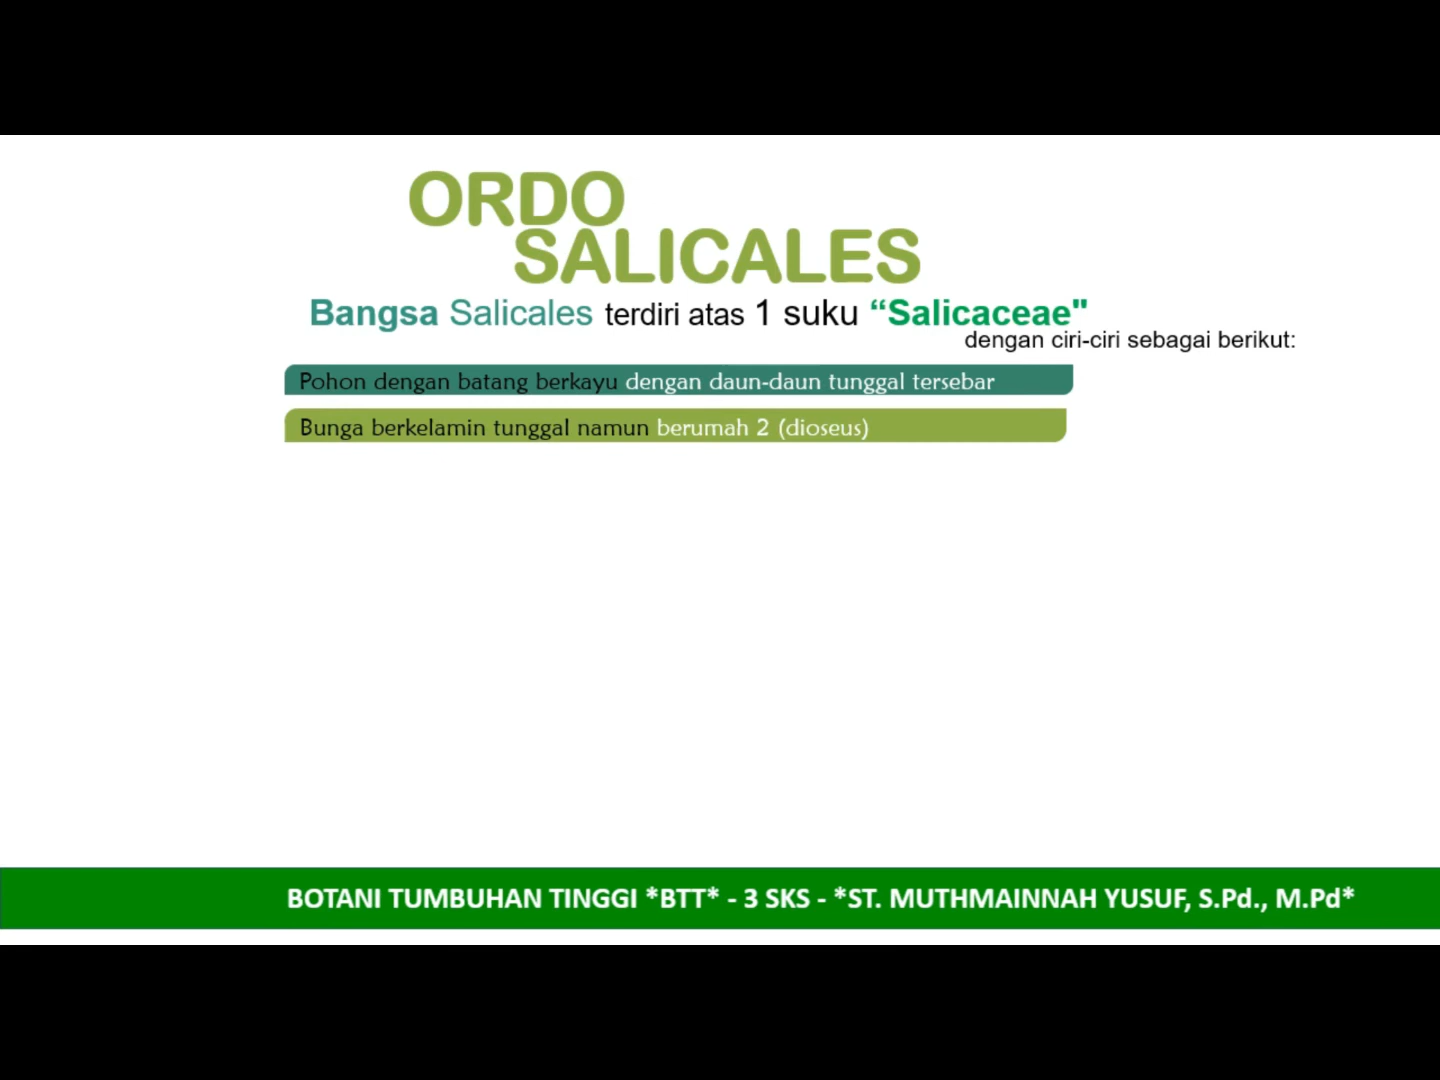 ORDO
SALICALES
Bangsa Salicales terdiri atas 1 suku “Salicaceae"
dengan ciri-ciri sebagai berikut:
Pohon dengan batang berkayu dengan daun-daun tunggal tersebar
Bunga berkelamin tunggal namun berumah 2 (dioseus)
BOTANI TUMBUHAN TINGGI *BTT* - 3 SKS - *ST. MUTHMAINNAH YUSUF, S.Pd., M.Pd*